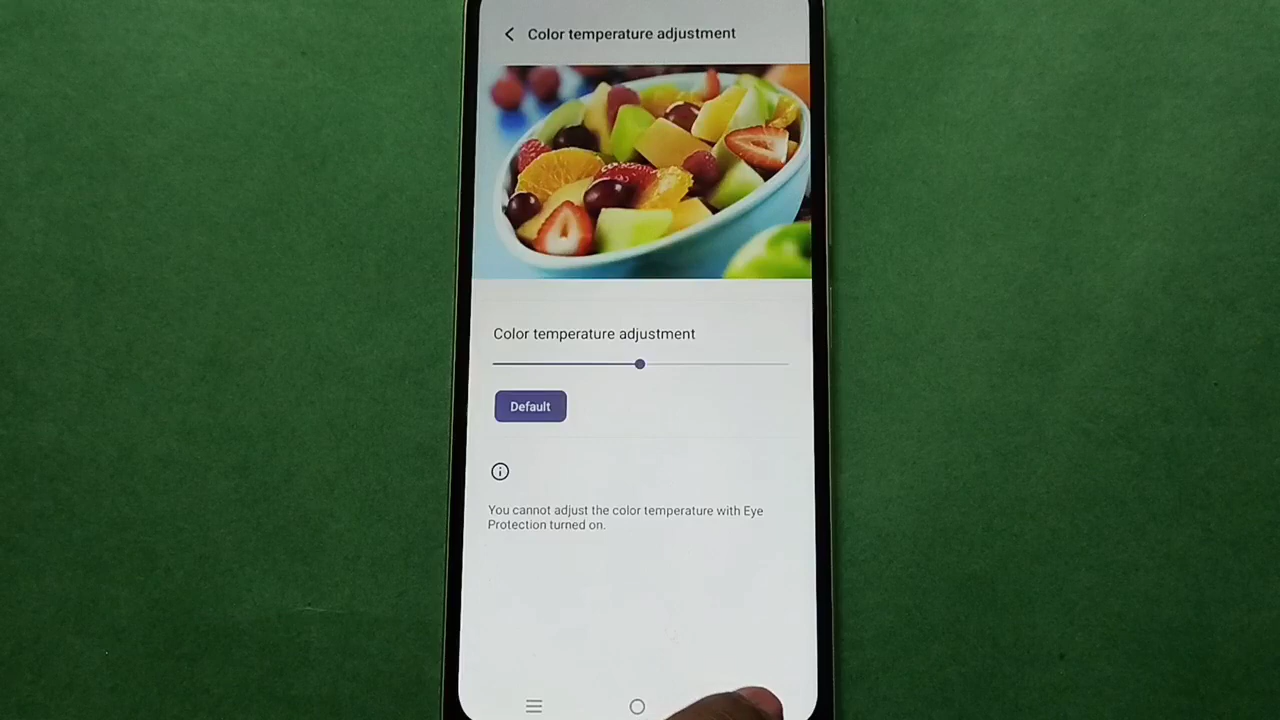 Color temperature adjustment
Color temperature adjustment
Default
You cannot adjust the color temperature with Eye
Protection turned on.